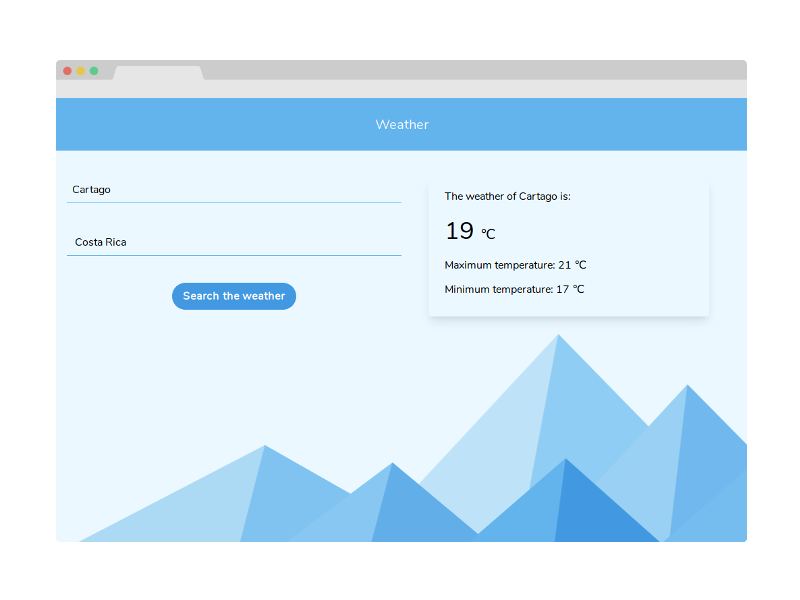 Weather
Cartago
Costa Rica
Search the weather
The weather of Cartago is:
19 ℃
Maximum temperature: 21 ℃
Minimum temperature: 17 ℃